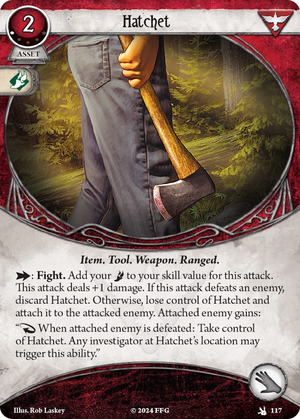 Hatchet
2
ASSET
Item. Tool. Weapon. Ranged.
: Fight. Add your to your skill value for this attack.
This attack deals +1 damage. If this attack defeats an enemy,
discard Hatchet. Otherwise, lose control of Hatchet and
attach it to the attacked enemy. Attached enemy gains:
“ When attached enemy is defeated: Take control
of Hatchet. Any investigator at Hatchet's location may
trigger this ability.”
Illus. Rob Laskey
© 2024 FFG
117